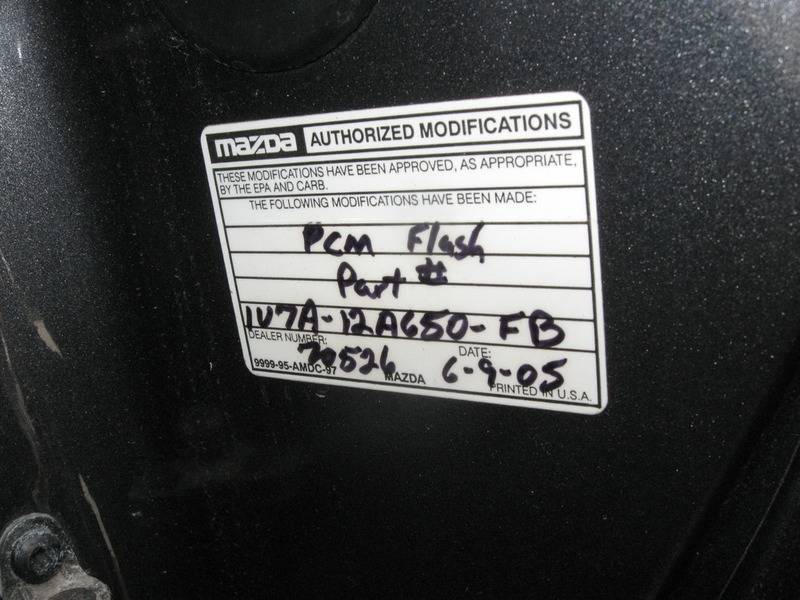 mazda AUTHORIZED MODIFICATIONS
THESE MODIFICATIONS HAVE BEEN APPROVED, AS APPROPRIATE,
BY THE EPA AND CARB.
THE FOLLOWING MODIFICATIONS HAVE BEEN MADE:
PCM Flash
Part #
1U7A-12A650-FB
DEALER NUMBER: 70526 DATE: 6-9-05
9999-95-AMDC-97 MAZDA PRINTED IN U.S.A.